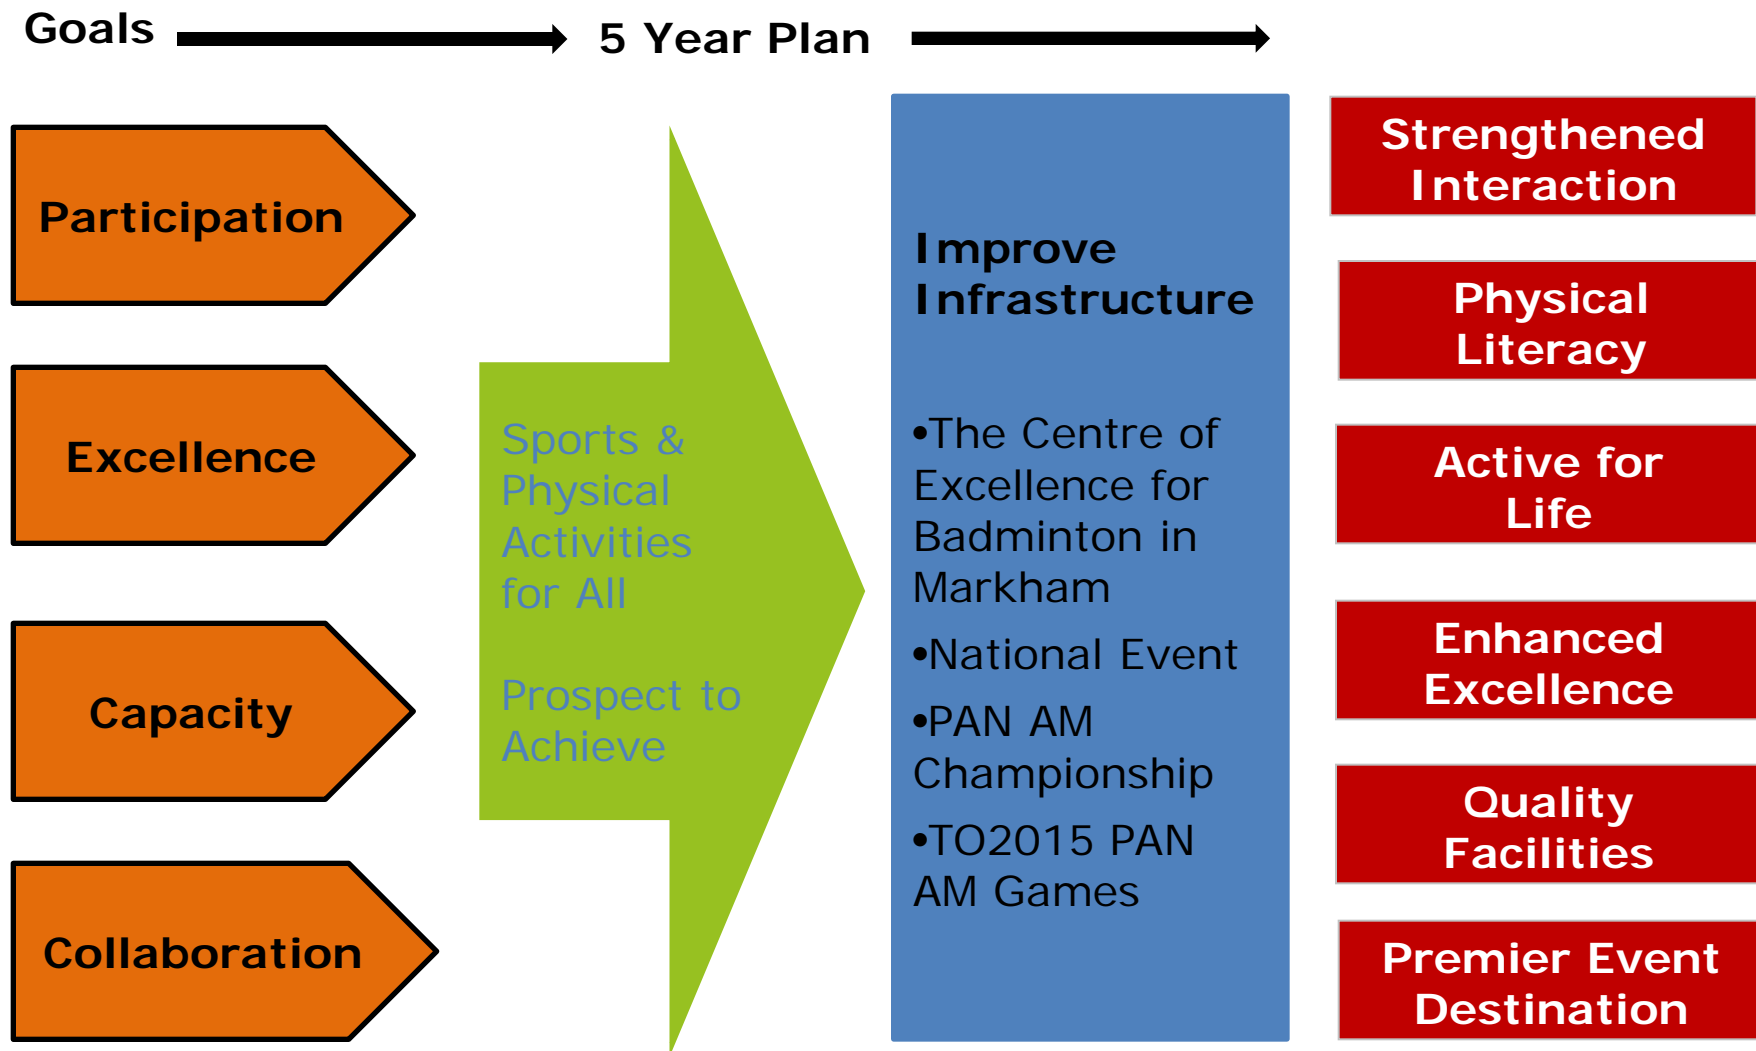 Goals
5 Year Plan
Participation
Excellence
Capacity
Collaboration
Sports &
Physical
Activities
for All
Prospect to
Achieve
Improve
Infrastructure
•The Centre of
Excellence for
Badminton in
Markham
•National Event
•PAN AM
Championship
•TO2015 PAN
AM Games
Strengthened
Interaction
Physical
Literacy
Active for
Life
Enhanced
Excellence
Quality
Facilities
Premier Event
Destination